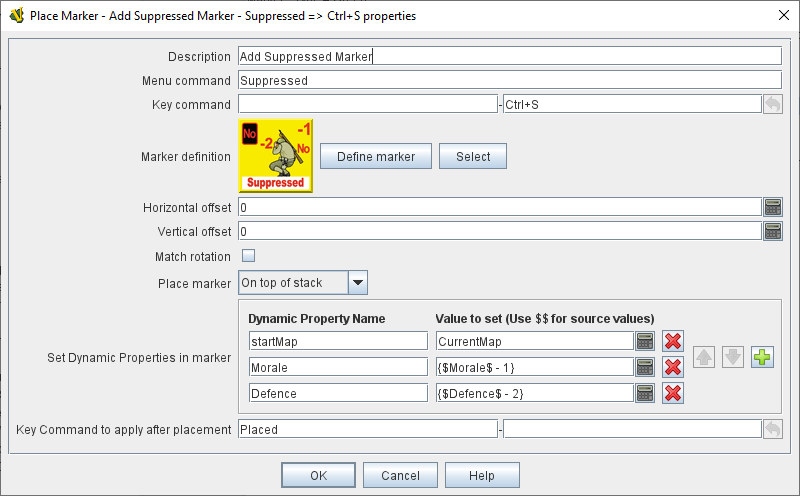 Place Marker - Add Suppressed Marker - Suppressed => Ctrl+S properties
Description Add Suppressed Marker
Menu command Suppressed
Key command - Ctrl+S
Marker definition No -2 -1 No Suppressed Define marker Select
Horizontal offset 0
Vertical offset 0
Match rotation
Place marker On top of stack
Dynamic Property Name Value to set (Use $$ for source values)
Set Dynamic Properties in marker
startMap CurrentMap
Morale {$Morale$ - 1}
Defence {$Defence$ - 2}
Key Command to apply after placement Placed -
OK Cancel Help